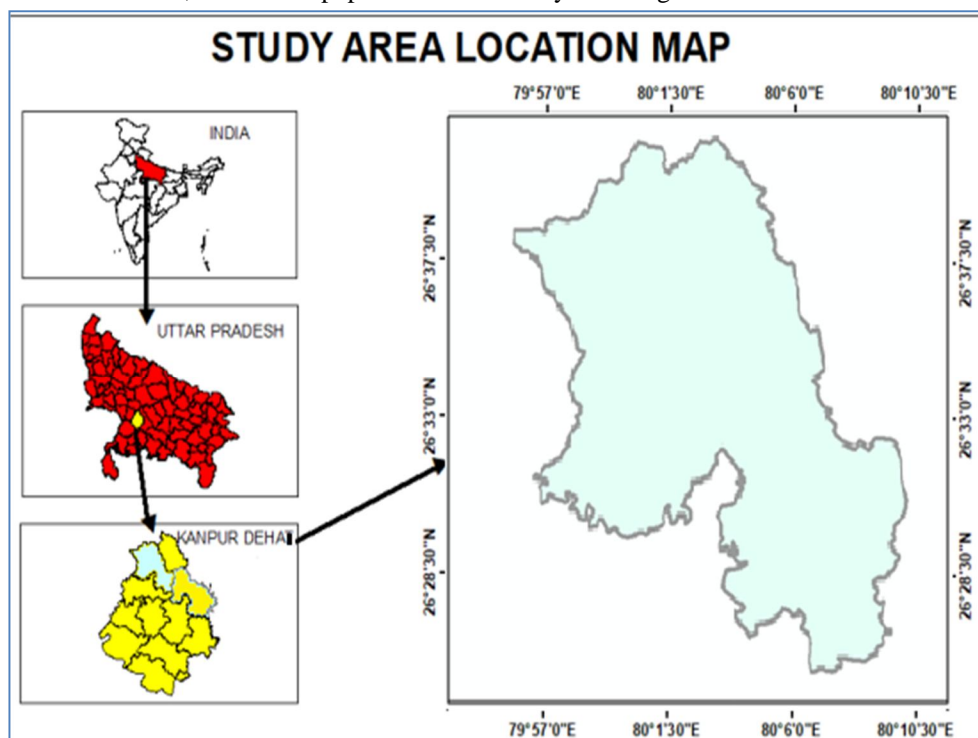 STUDY AREA LOCATION MAP
INDIA
UTTAR PRADESH
KANPUR DEHAT
79°57'0"E 80°1'30"E 80°6'0"E 80°10'30"E
26°37'30"N
26°33'0"N
26°28'30"N
26°37'30"N
26°33'0"N
26°28'30"N
79°57'0"E 80°1'30"E 80°6'0"E 80°10'30"E